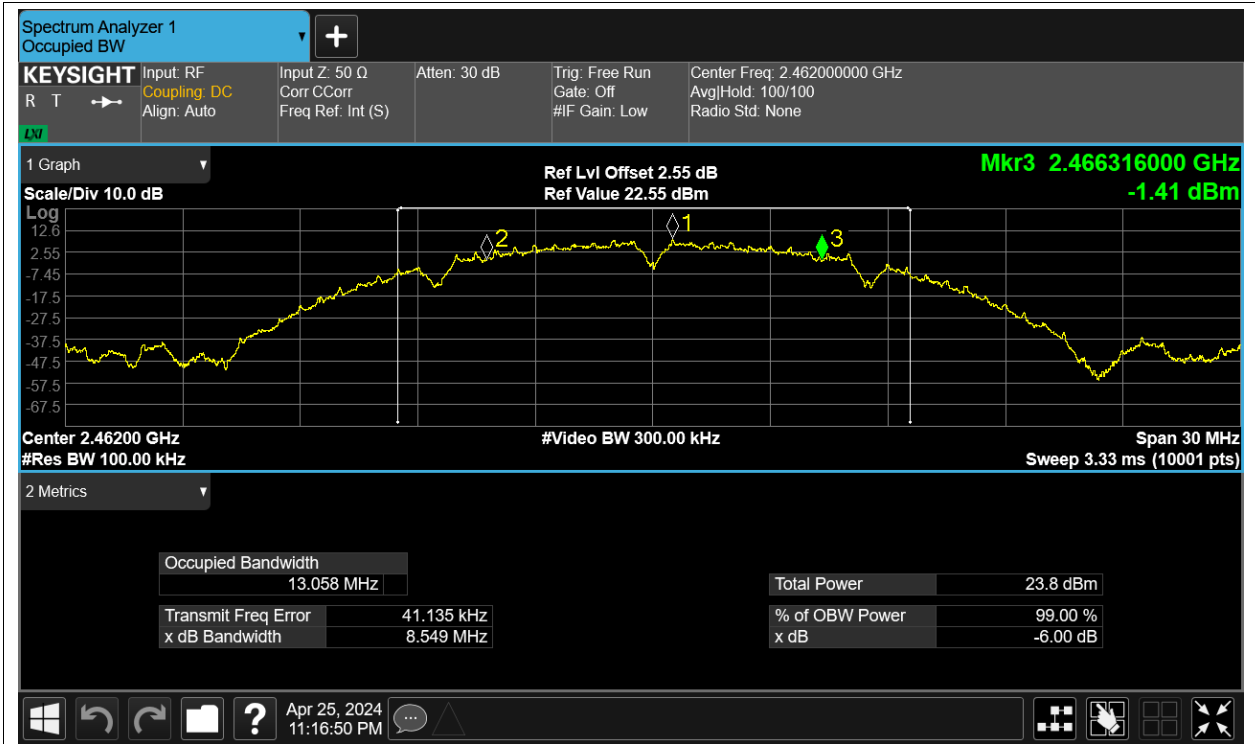 Spectrum Analyzer 1
Occupied BW
KEYSIGHT Input: RF Input Z: 50 Ω Atten: 30 dB Trig: Free Run Center Freq: 2.462000000 GHz
R T Coupling: DC Corr CCorr Gate: Off Avg|Hold: 100/100
Align: Auto Freq Ref: Int (S) #IF Gain: Low Radio Std: None
LXI
1 Graph Ref Lvl Offset 2.55 dB Mkr3 2.466316000 GHz
Scale/Div 10.0 dB Ref Value 22.55 dBm -1.41 dBm
Log
12.6
2.55
-7.45
-17.5
-27.5
-37.5
-47.5
-57.5
-67.5
2 1 3
Center 2.46200 GHz #Video BW 300.00 kHz Span 30 MHz
#Res BW 100.00 kHz Sweep 3.33 ms (10001 pts)
2 Metrics
Occupied Bandwidth
13.058 MHz Total Power 23.8 dBm
Transmit Freq Error 41.135 kHz % of OBW Power 99.00 %
x dB Bandwidth 8.549 MHz x dB -6.00 dB
? Apr 25, 2024
11:16:50 PM